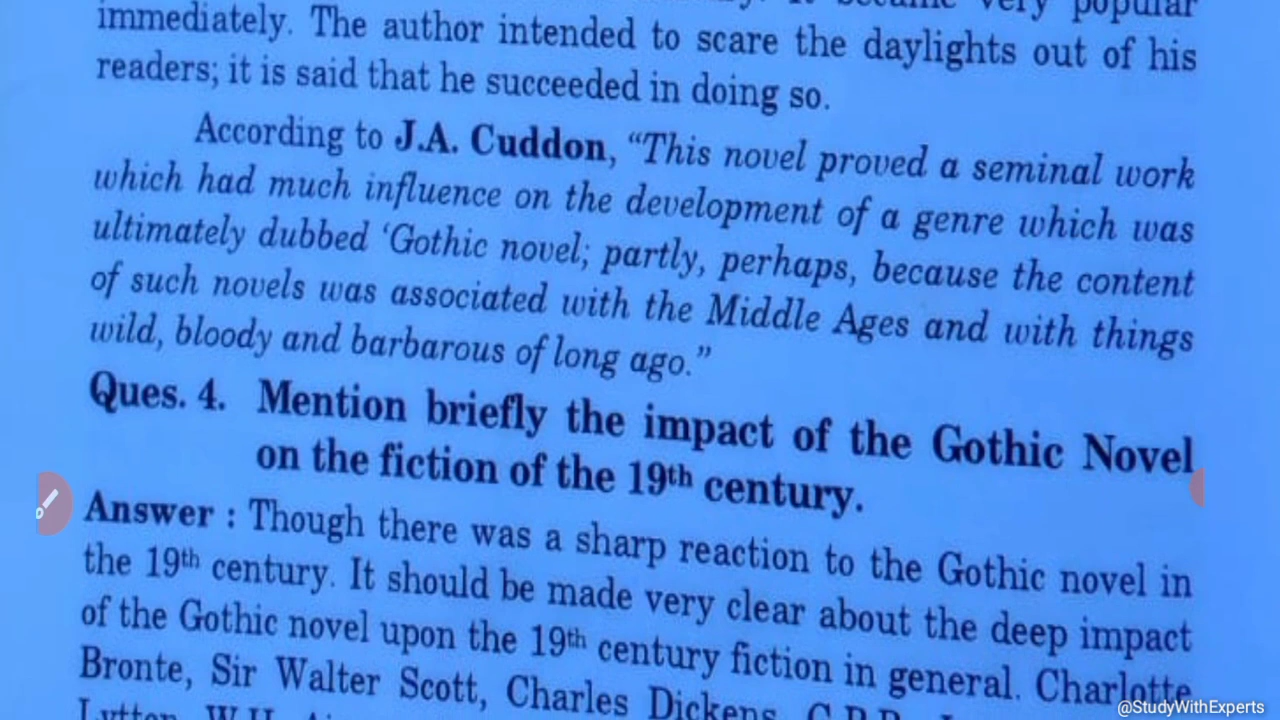 very popular
immediately. The author intended to scare the daylights out of his
readers; it is said that he succeeded in doing so.
According to J.A. Cuddon, “This novel proved a seminal work
which had much influence on the development of a genre which was
ultimately dubbed ‘Gothic novel; partly, perhaps, because the content
of such novels was associated with the Middle Ages and with things
wild, bloody and barbarous of long ago.”
Ques. 4. Mention briefly the impact of the Gothic Novel
on the fiction of the 19th century.
Answer : Though there was a sharp reaction to the Gothic novel in
the 19th century. It should be made very clear about the deep impact
of the Gothic novel upon the 19th century fiction in general. Charlotte
Bronte, Sir Walter Scott, Charles Dickens,
Lytton, W.H.
@StudyWithExperts